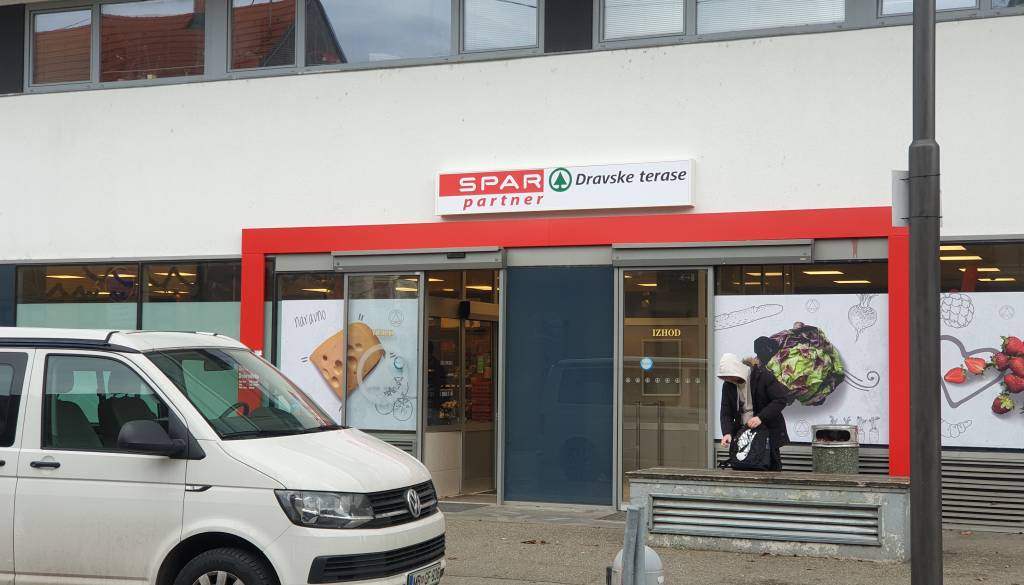 SPAR
partner
Dravske terase
naravno
IZHOD